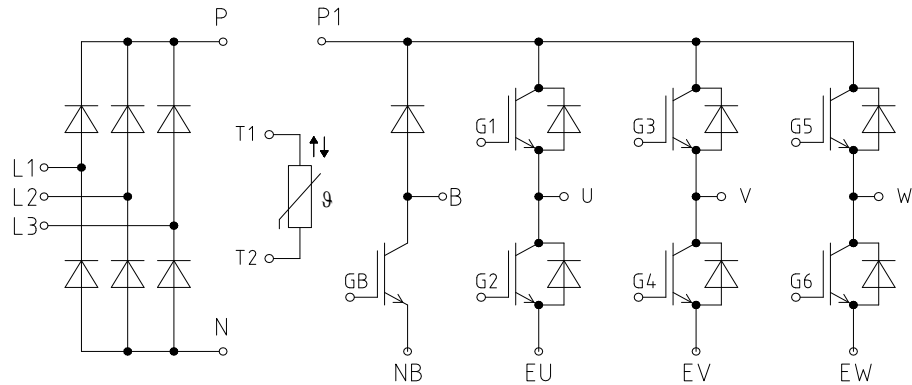 P P1
G1 G3 G5
T1
L1
L2 B U V W
L3 ϑ
T2
GB G2 G4 G6
N
NB EU EV EW